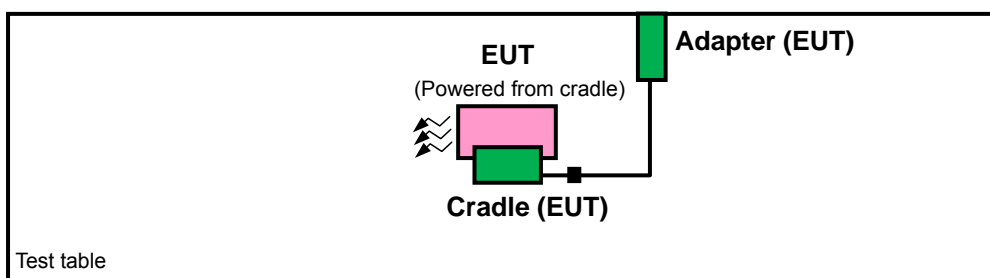 Adapter (EUT)
EUT
(Powered from cradle)
Cradle (EUT)
Test table